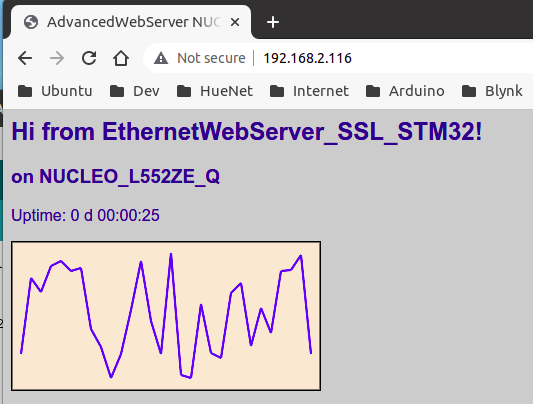 AdvancedWebServer NUC
Not secure | 192.168.2.116
Ubuntu Dev HueNet Internet Arduino Blynk
Hi from EthernetWebServer_SSL_STM32!
on NUCLEO_L552ZE_Q
Uptime: 0 d 00:00:25